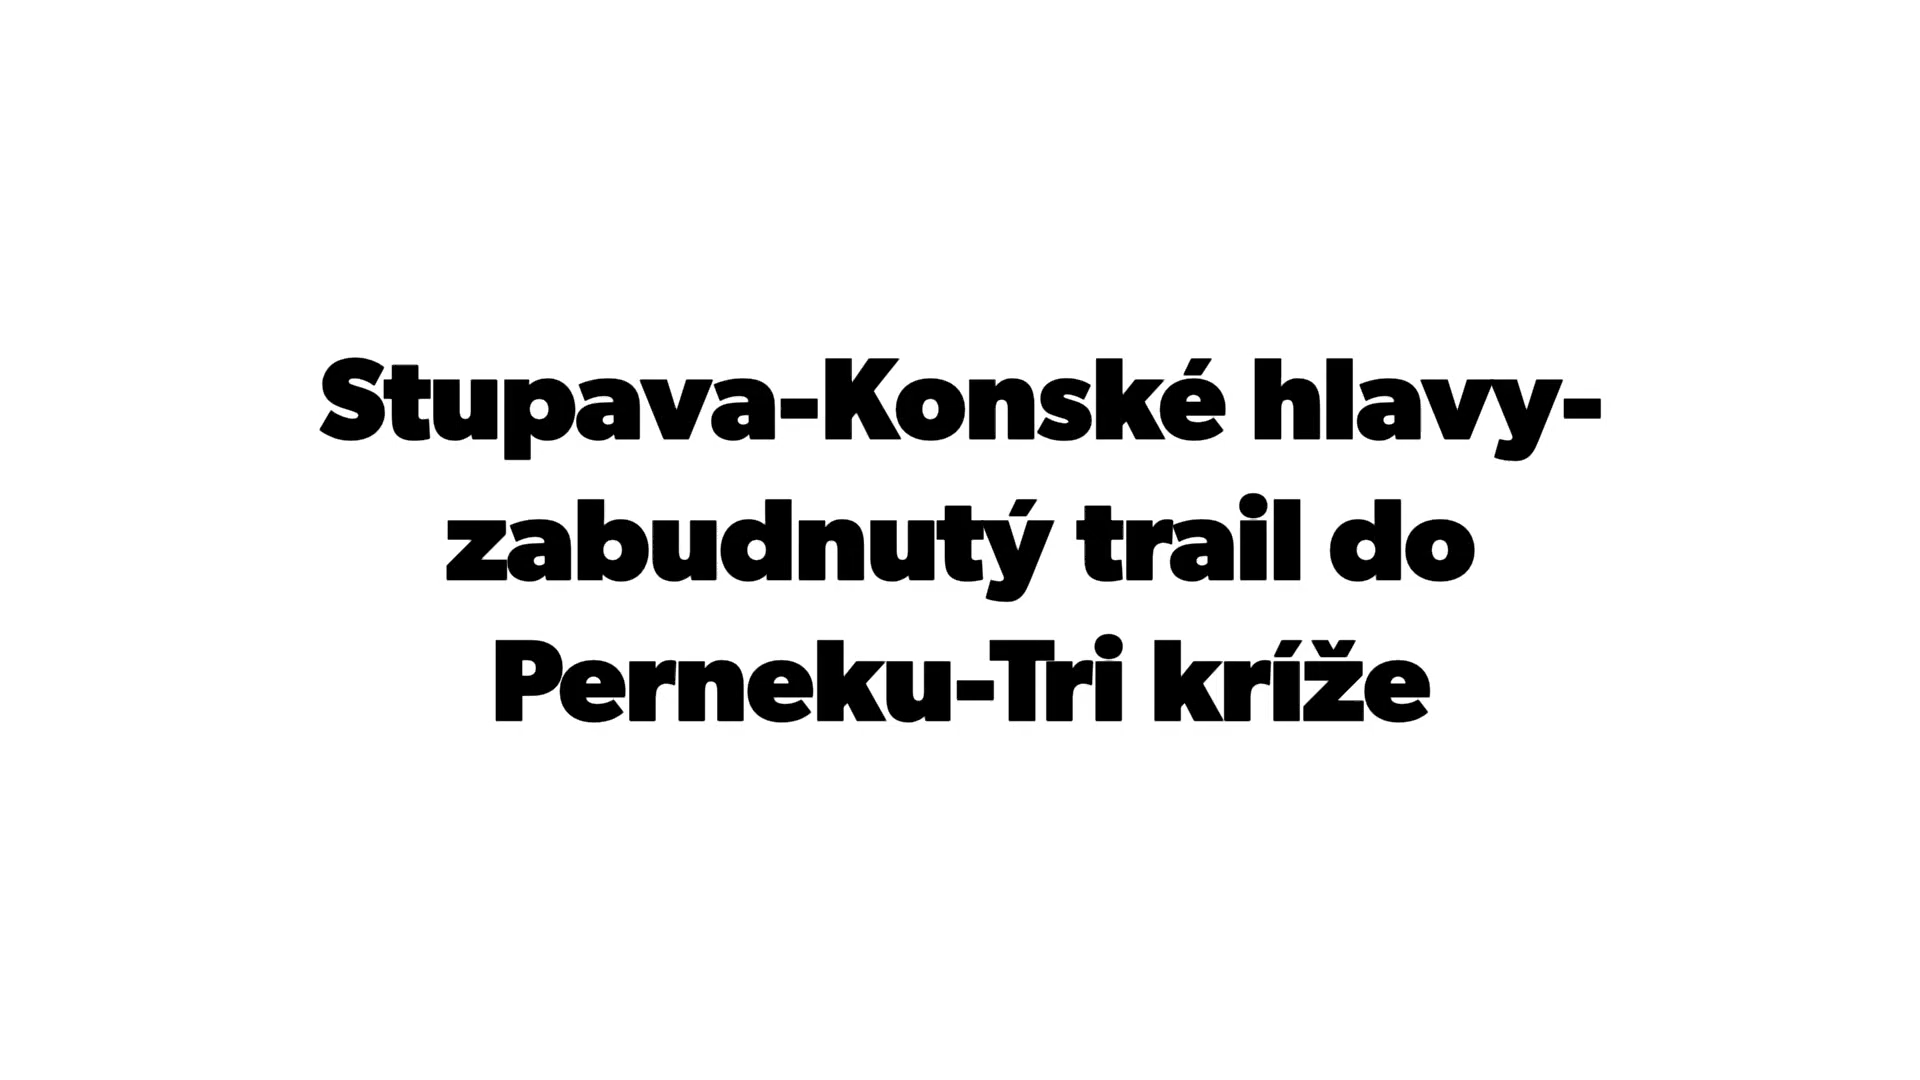 Stupava-Konské hlavy-
zabudnutý trail do
Perneku-Tri kríže